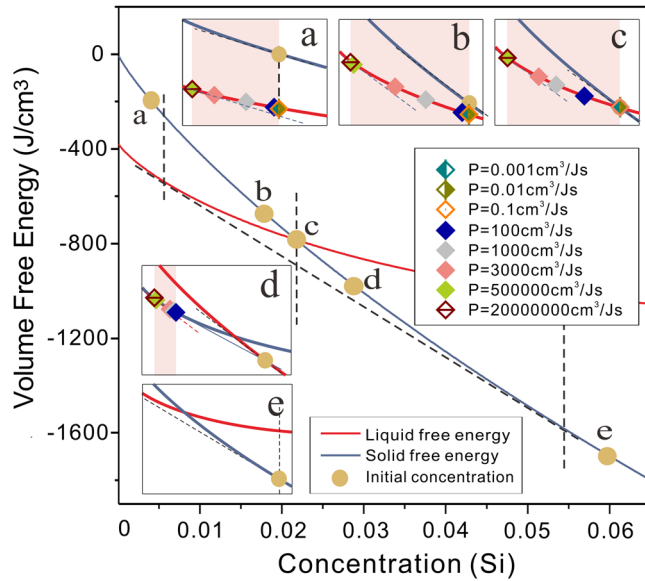 a
b
c
0
-400
-800
-1200
-1600
Volume Free Energy (J/cm³)
a
b
c
d
e
P=0.001cm³/Js
P=0.01cm³/Js
P=0.1cm³/Js
P=100cm³/Js
P=1000cm³/Js
P=3000cm³/Js
P=500000cm³/Js
P=20000000cm³/Js
d
e
Liquid free energy
Solid free energy
Initial concentration
0 0.01 0.02 0.03 0.04 0.05 0.06
Concentration (Si)